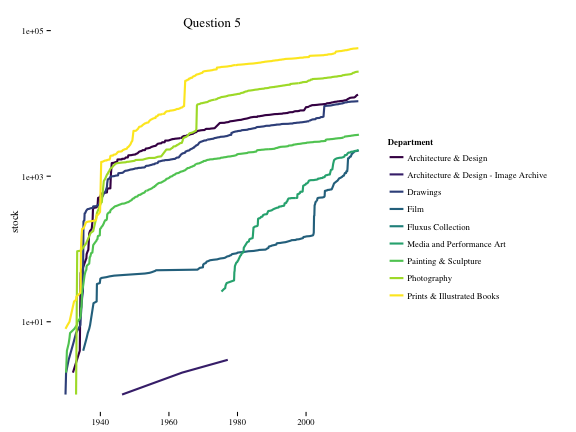 Question 5
1e+05
1e+03
1e+01
stock
1940
1960
1980
2000
Department
Architecture & Design
Architecture & Design - Image Archive
Drawings
Film
Fluxus Collection
Media and Performance Art
Painting & Sculpture
Photography
Prints & Illustrated Books